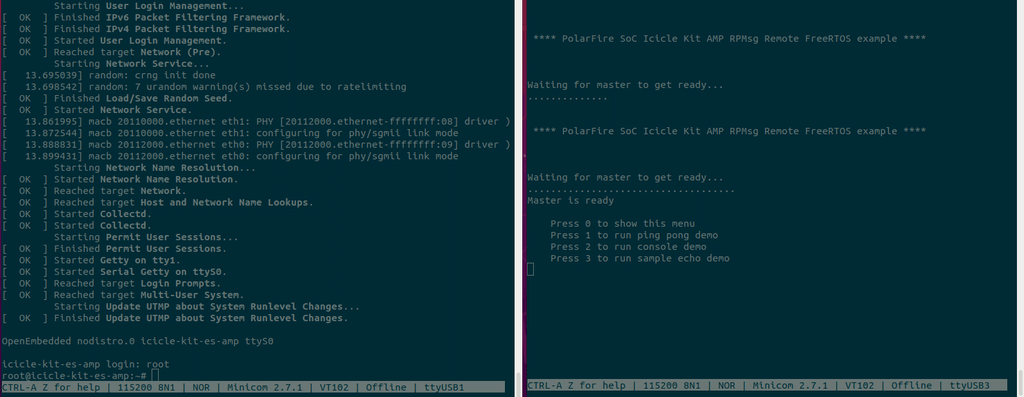 Starting User Login Management...
[  OK  ] Finished IPv6 Packet Filtering Framework.
[  OK  ] Finished IPv4 Packet Filtering Framework.
[  OK  ] Started User Login Management.
[  OK  ] Reached target Network (Pre).
Starting Network Service...
[   13.695039] random: crng init done
[   13.698542] random: 7 urandom warning(s) missed due to ratelimiting
[  OK  ] Finished Load/Save Random Seed.
[  OK  ] Started Network Service.
[   13.861995] macb 20110000.ethernet eth1: PHY [20112000.ethernet-ffffffff:08] driver )
[   13.872544] macb 20110000.ethernet eth1: configuring for phy/sgmii link mode
[   13.888831] macb 20112000.ethernet eth0: PHY [20112000.ethernet-ffffffff:09] driver )
[   13.899431] macb 20112000.ethernet eth0: configuring for phy/sgmii link mode
Starting Network Name Resolution...
[  OK  ] Started Network Name Resolution.
[  OK  ] Reached target Network.
[  OK  ] Reached target Host and Network Name Lookups.
[  OK  ] Started Collectd.
[  OK  ] Started Collectd.
Starting Permit User Sessions...
[  OK  ] Finished Permit User Sessions.
[  OK  ] Started Getty on tty1.
[  OK  ] Started Serial Getty on ttyS0.
[  OK  ] Reached target Login Prompts.
[  OK  ] Reached target Multi-User System.
Starting Update UTMP about System Runlevel Changes...
[  OK  ] Finished Update UTMP about System Runlevel Changes.
OpenEmbedded nodistro.0 icicle-kit-es-amp ttyS0
icicle-kit-es-amp login: root
root@icicle-kit-es-amp:~#
CTRL-A Z for help | 115200 8N1 | NOR | Minicom 2.7.1 | VT102 | Offline | ttyUSB1
**** PolarFire SoC Icicle Kit AMP RPMsg Remote FreeRTOS example ****
Waiting for master to get ready...
..............
**** PolarFire SoC Icicle Kit AMP RPMsg Remote FreeRTOS example ****
Waiting for master to get ready...
....................................
Master is ready
Press 0 to show this menu
Press 1 to run ping pong demo
Press 2 to run console demo
Press 3 to run sample echo demo
CTRL-A Z for help | 115200 8N1 | NOR | Minicom 2.7.1 | VT102 | Offline | ttyUSB3